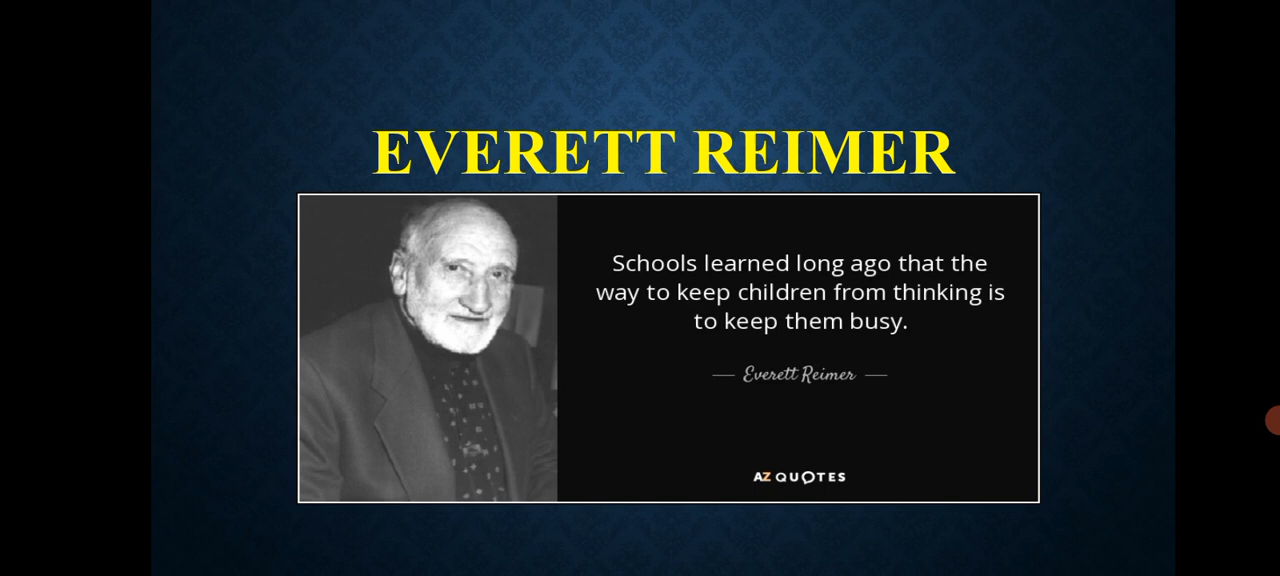 EVERETT REIMER
Schools learned long ago that the
way to keep children from thinking is
to keep them busy.
Everett Reimer
AZ QUOTES